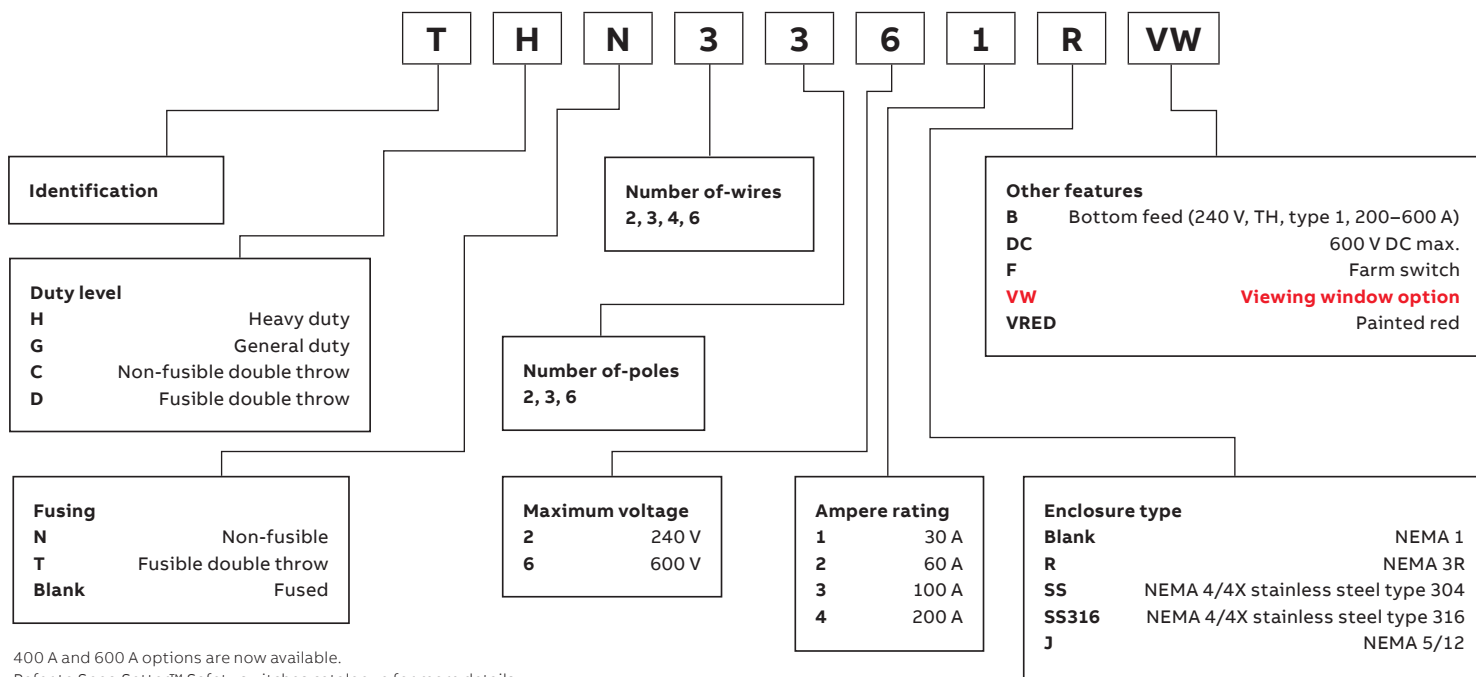 T H N 3 3 6 1 R VW
Identification
Number of-wires
2, 3, 4, 6
Other features
B Bottom feed (240 V, TH, type 1, 200–600 A)
DC 600 V DC max.
F Farm switch
VW Viewing window option
VRED Painted red
Duty level
H Heavy duty
G General duty
C Non-fusible double throw
D Fusible double throw
Number of-poles
2, 3, 6
Fusing
N Non-fusible
T Fusible double throw
Blank Fused
Maximum voltage
2 240 V
6 600 V
Ampere rating
1 30 A
2 60 A
3 100 A
4 200 A
Enclosure type
Blank NEMA 1
R NEMA 3R
SS NEMA 4/4X stainless steel type 304
SS316 NEMA 4/4X stainless steel type 316
J NEMA 5/12
400 A and 600 A options are now available.